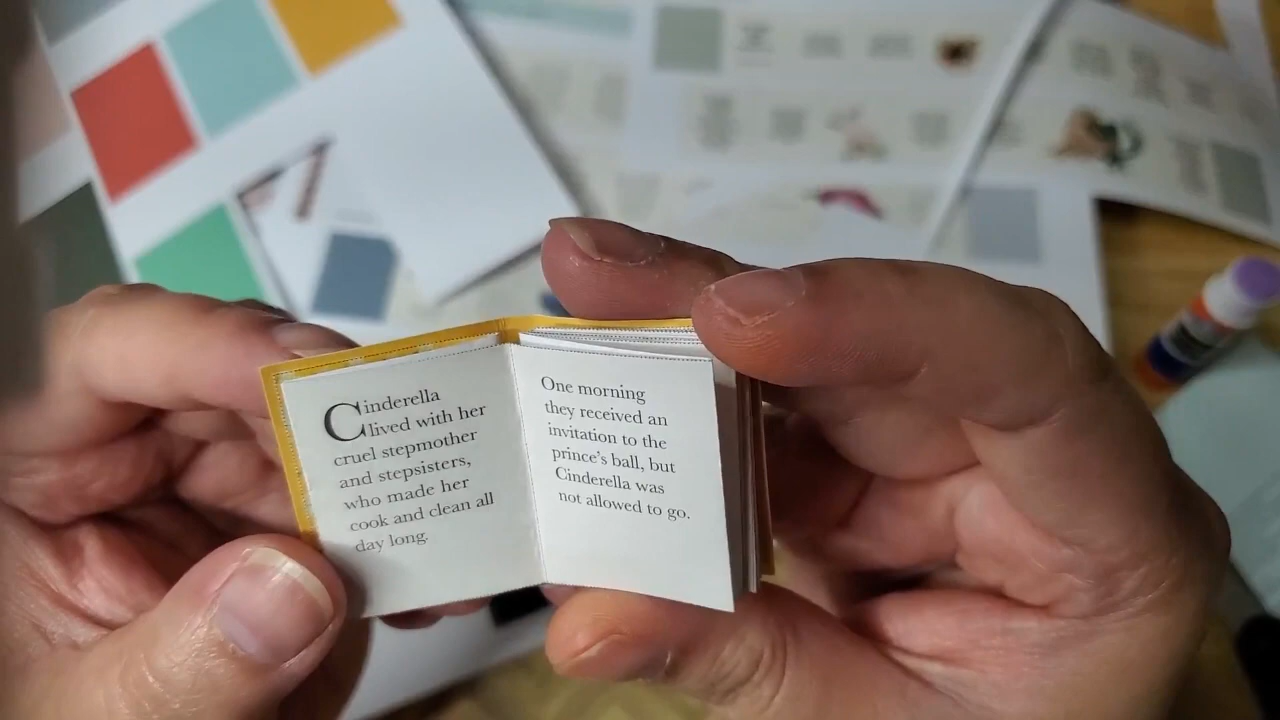 Cinderella
lived with her
cruel stepmother
and stepsisters,
who made her
cook and clean all
day long.
One morning
they received an
invitation to the
prince's ball, but
Cinderella was
not allowed to go.